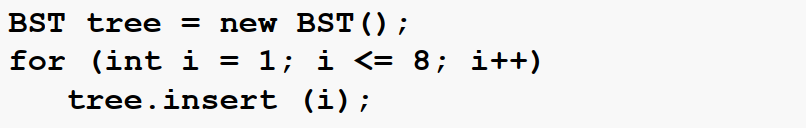 BST tree = new BST();
for (int i = 1; i <= 8; i++)
   tree.insert (i);